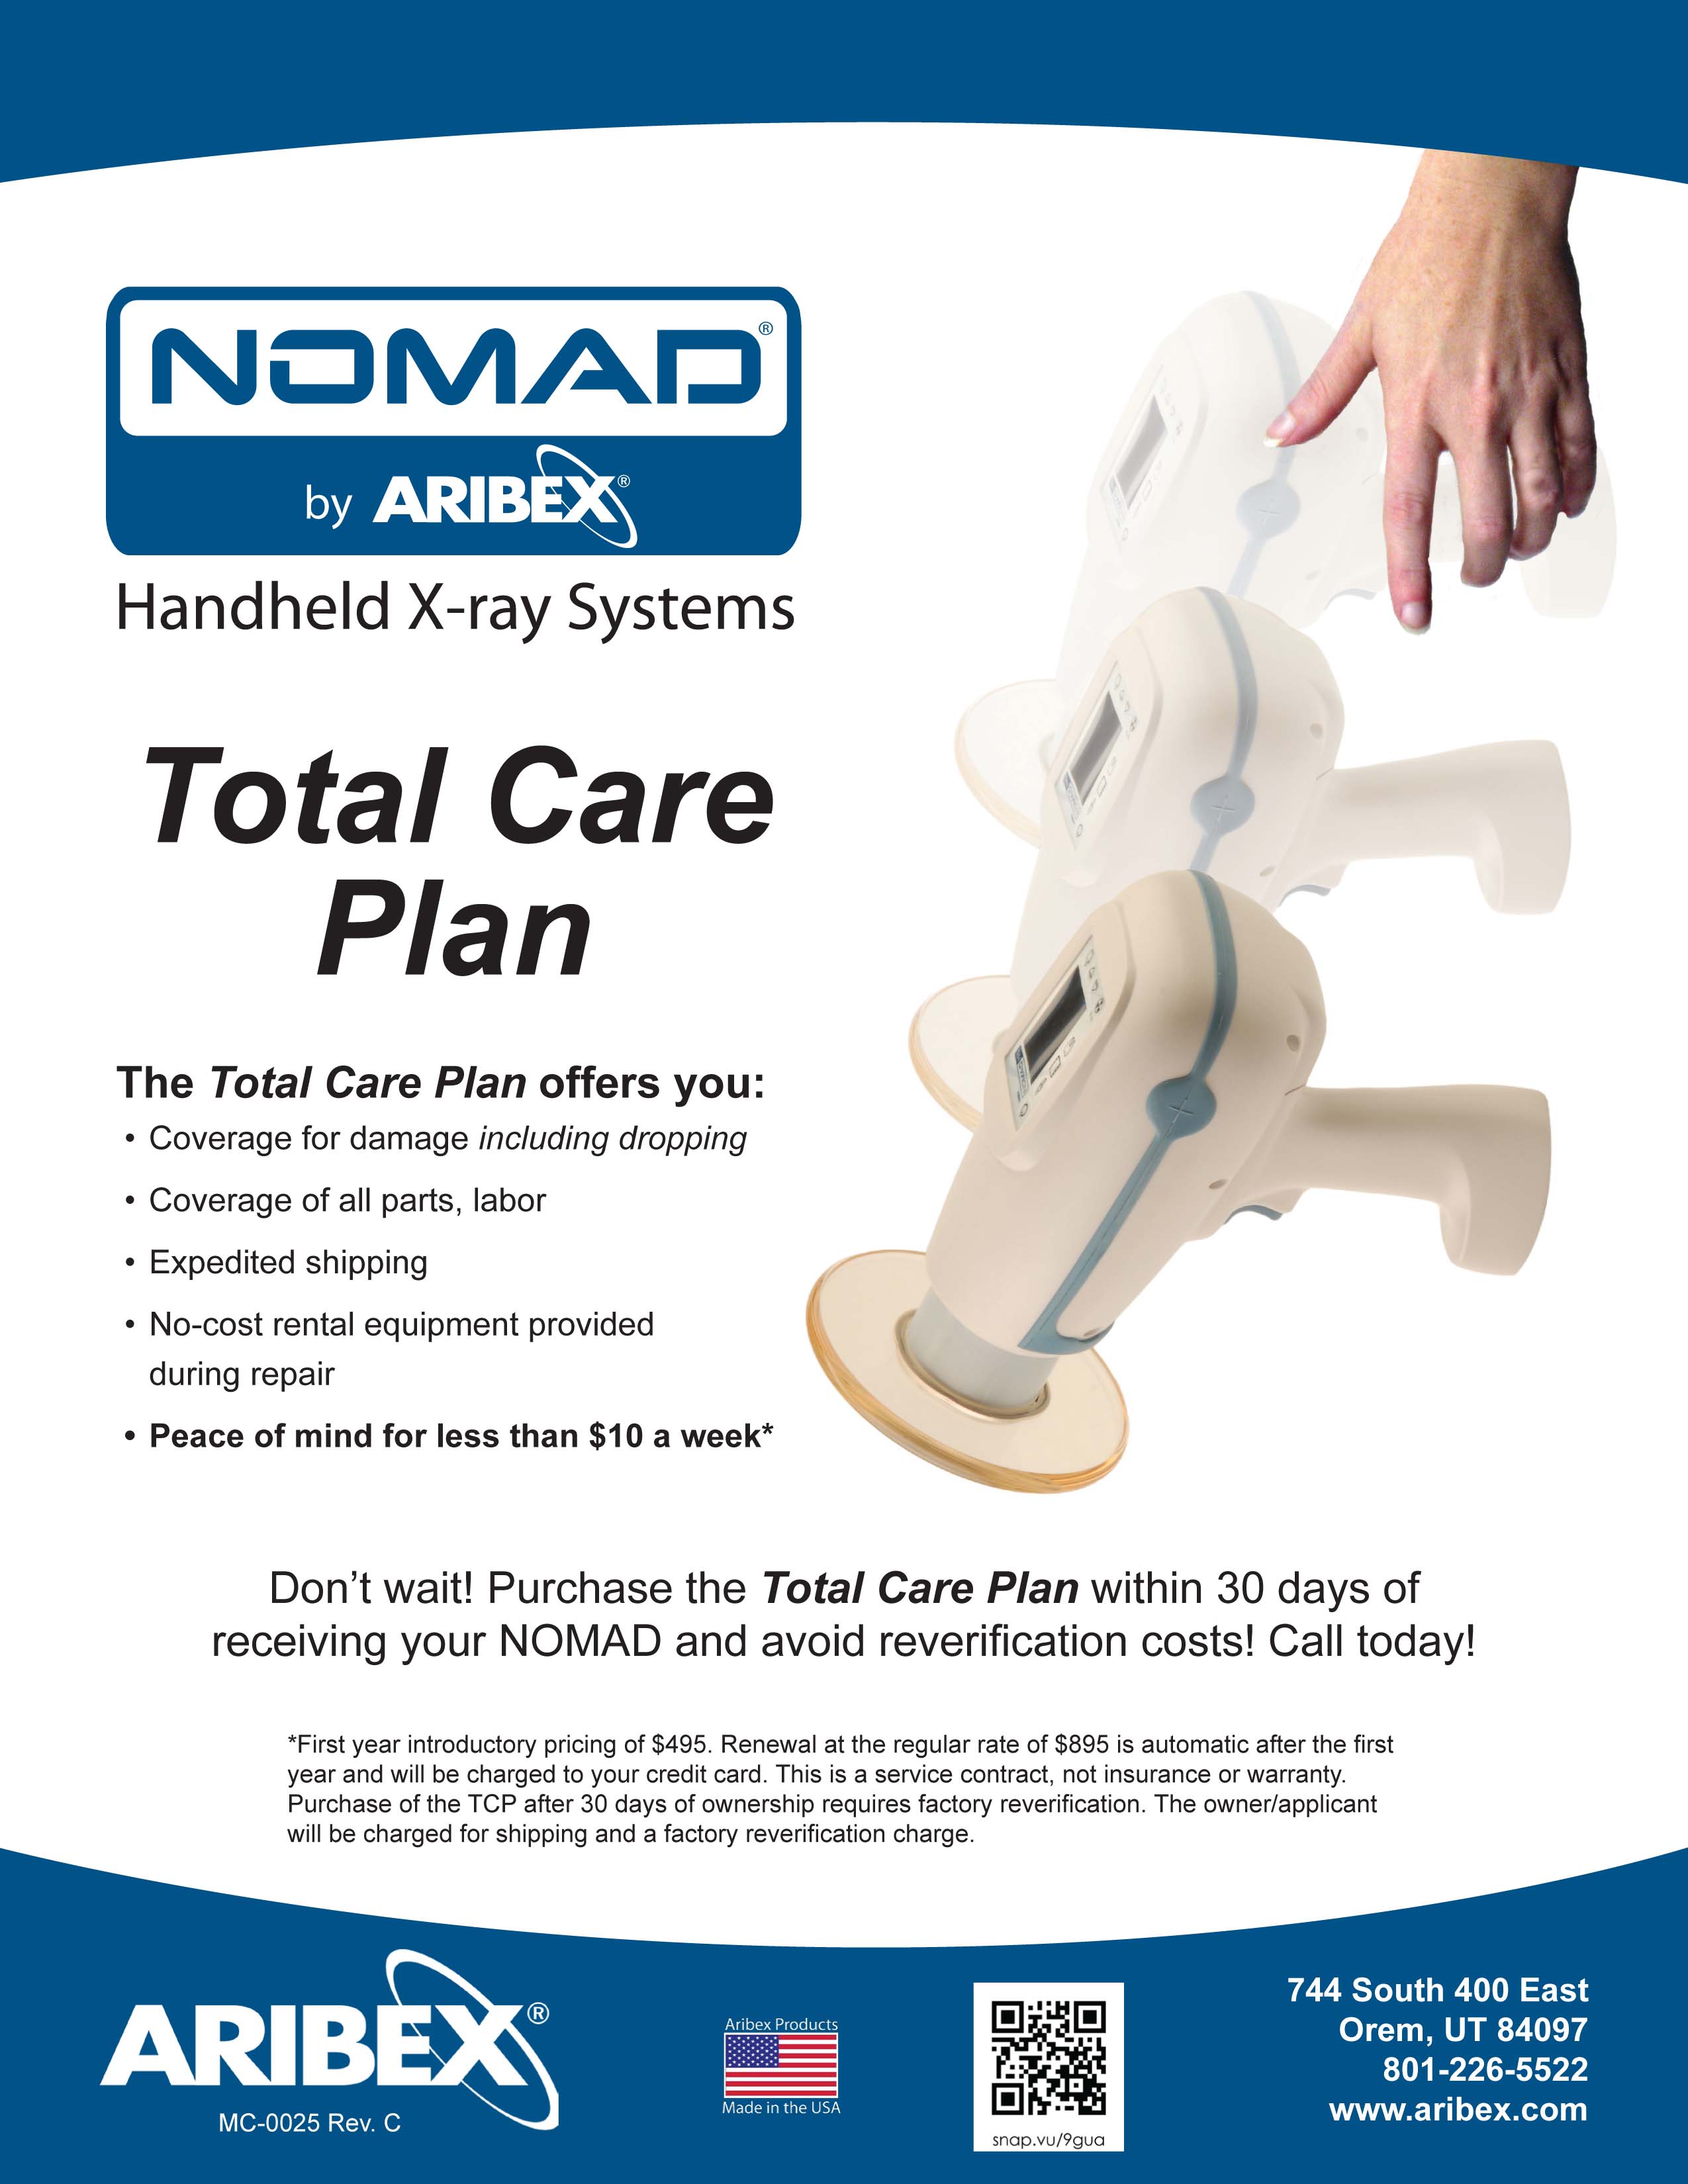 NOMAD®
by ARIBEX®
Handheld X-ray Systems
Total Care
Plan
The Total Care Plan offers you:
• Coverage for damage including dropping
• Coverage of all parts, labor
• Expedited shipping
• No-cost rental equipment provided
during repair
• Peace of mind for less than $10 a week*
Don’t wait! Purchase the Total Care Plan within 30 days of
receiving your NOMAD and avoid reverification costs! Call today!
*First year introductory pricing of $495. Renewal at the regular rate of $895 is automatic after the first
year and will be charged to your credit card. This is a service contract, not insurance or warranty.
Purchase of the TCP after 30 days of ownership requires factory reverification. The owner/applicant
will be charged for shipping and a factory reverification charge.
ARIBEX®
MC-0025 Rev. C
Aribex Products
Made in the USA
snap.vu/9gua
744 South 400 East
Orem, UT 84097
801-226-5522
www.aribex.com